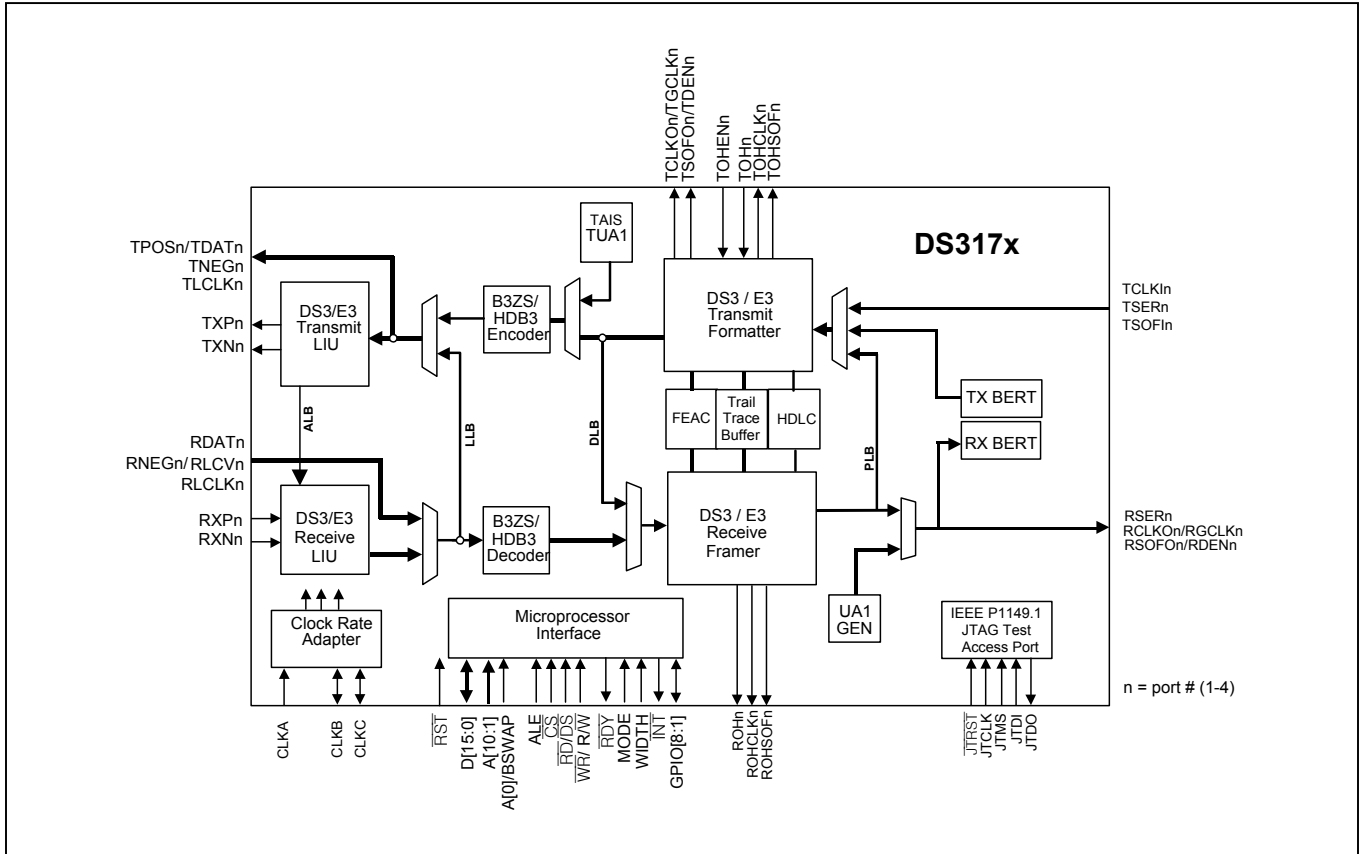 TCLKOn/TGCLKn
TSOFOn/TDENn
TOHENn
TOHn
TOHCLKn
TOHSOFn
DS317x
TAIS
TUA1
TPOSn/TDATn
TNEGn
TLCLKn
TXPn
TXNn
DS3/E3
Transmit
LIU
B3ZS/
HDB3
Encoder
DS3 / E3
Transmit
Formatter
TCLKIn
TSERn
TSOFIn
TX BERT
RX BERT
FEAC
Trail
Trace
Buffer
HDLC
ALB
LLB
DLB
PLB
RDATn
RNEGn/ RLCVn
RLCLKn
RXPn
RXNn
DS3/E3
Receive
LIU
B3ZS/
HDB3
Decoder
DS3 / E3
Receive
Framer
RSERn
RCLKOn/RGCLKn
RSOFOn/RDENn
UA1
GEN
Clock Rate
Adapter
Microprocessor
Interface
IEEE P1149.1
JTAG Test
Access Port
n = port # (1-4)
CLKA
CLKB
CLKC
RST
D[15:0]
A[10:1]
A[0]/BSWAP
ALE
CS
RD/DS
WR/ R/W
RDY
MODE
WIDTH
INT
GPIO[8:1]
ROHn
ROHCLKn
ROHSOFn
JTRST
JTCLK
JTMS
JTDI
JTDO